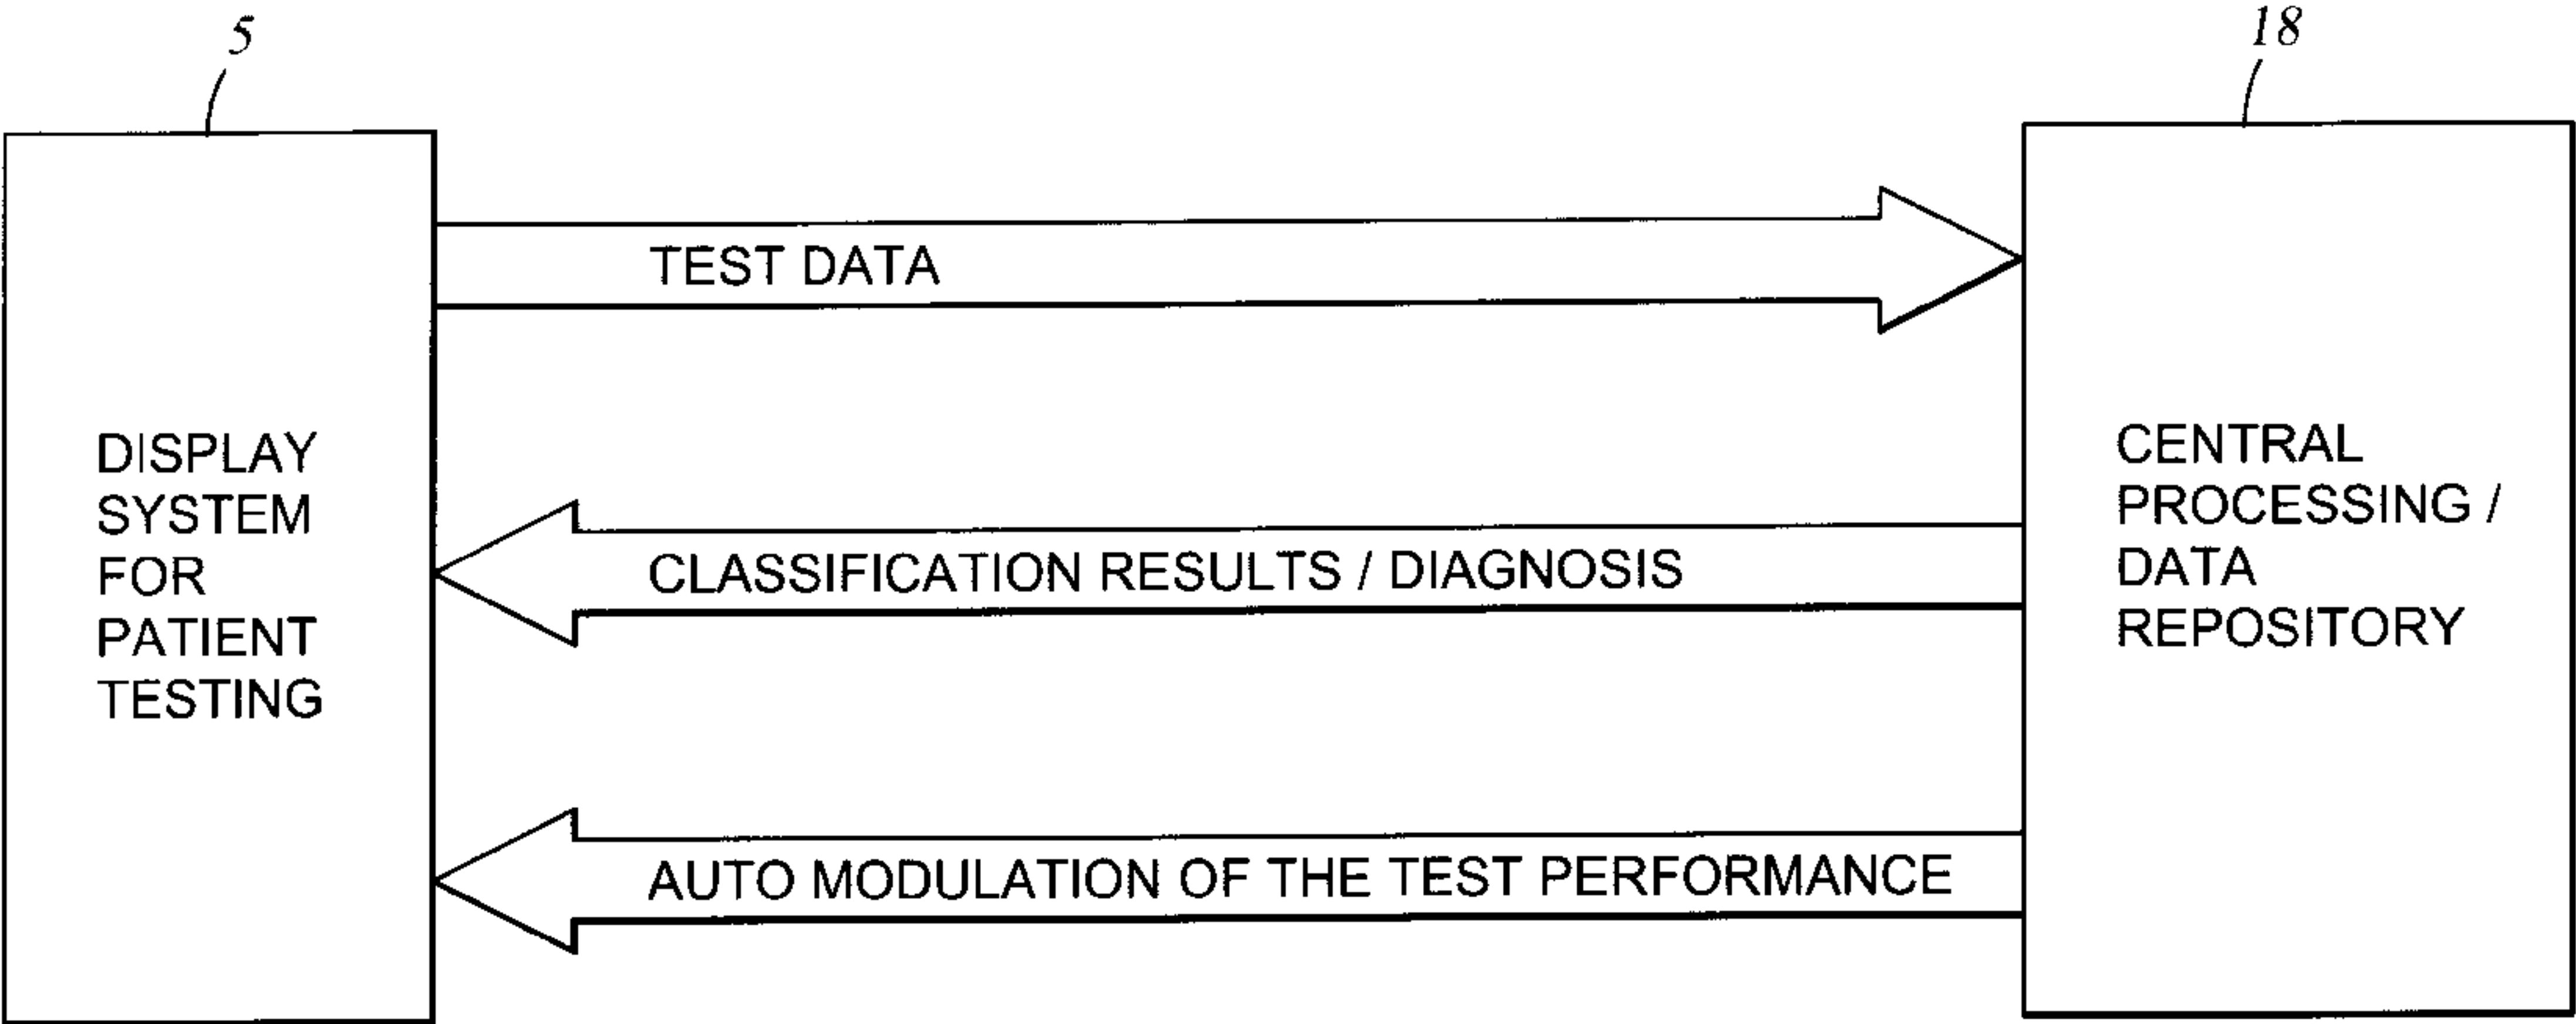 5
18
TEST DATA
DISPLAY
SYSTEM
FOR
PATIENT
TESTING
CLASSIFICATION RESULTS / DIAGNOSIS
AUTO MODULATION OF THE TEST PERFORMANCE
CENTRAL
PROCESSING /
DATA
REPOSITORY